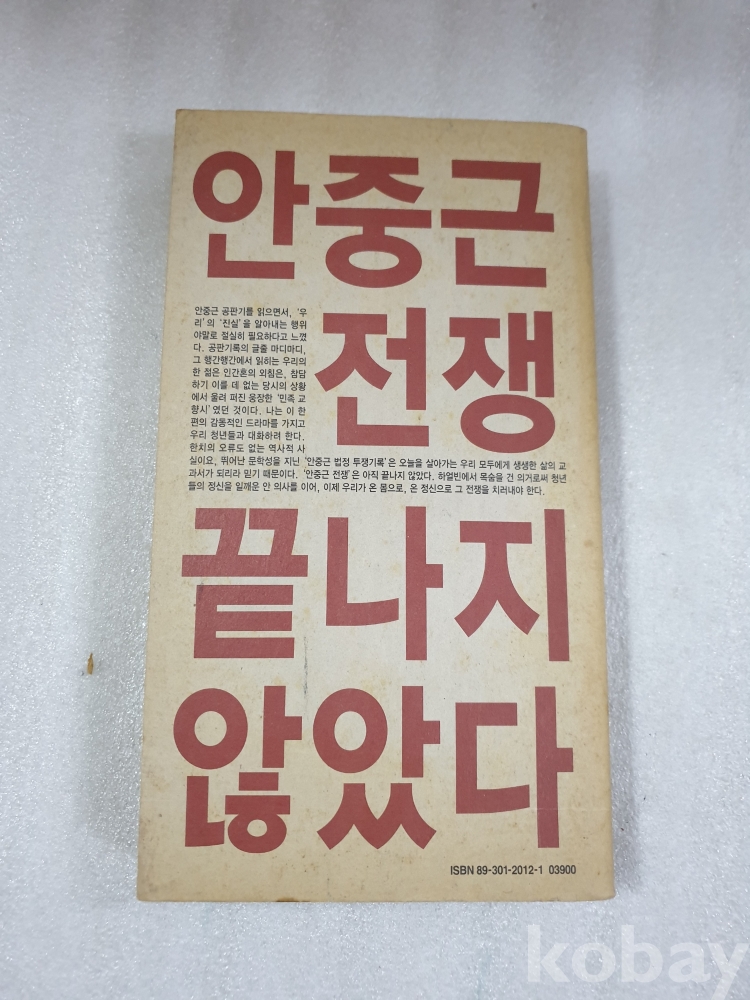 안중근
전쟁
안중근 공판기를 읽으면서, '우
리'의 '진실'을 알아내는 행위
야말로 절실히 필요하다고 느꼈
다. 공판기록의 글줄 마디마디,
그 행간행간에서 읽히는 우리의
한 젊은 인간혼의 외침은, 참담
하기 이를 데 없는 당시의 상황
에서 울려 퍼진 웅장한 '민족 교
향시'였던 것이다. 나는 이 한
편의 감동적인 드라마를 가지고
우리 청년들과 대화하려 한다.
한치의 오류도 없는 역사적 사
실이요, 뛰어난 문학성을 지닌 '안중근 법정 투쟁기록'은 오늘을 살아가는 우리 모두에게 생생한 삶의 교
과서가 되리라 믿기 때문이다. '안중근 전쟁'은 아직 끝나지 않았다. 하얼빈에서 목숨을 건 의거로써 청년
들의 정신을 일깨운 안 의사를 이어, 이제 우리가 온 몸으로, 온 정신으로 그 전쟁을 치러내야 한다.
끝나지
않았다
ISBN 89-301-2012-1 03900
kobay